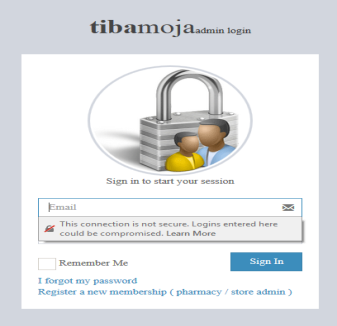 tibamojaadmin login
Sign in to start your session
Email
This connection is not secure. Logins entered here
could be compromised. Learn More
Remember Me
Sign In
I forgot my password
Register a new membership ( pharmacy / store admin )